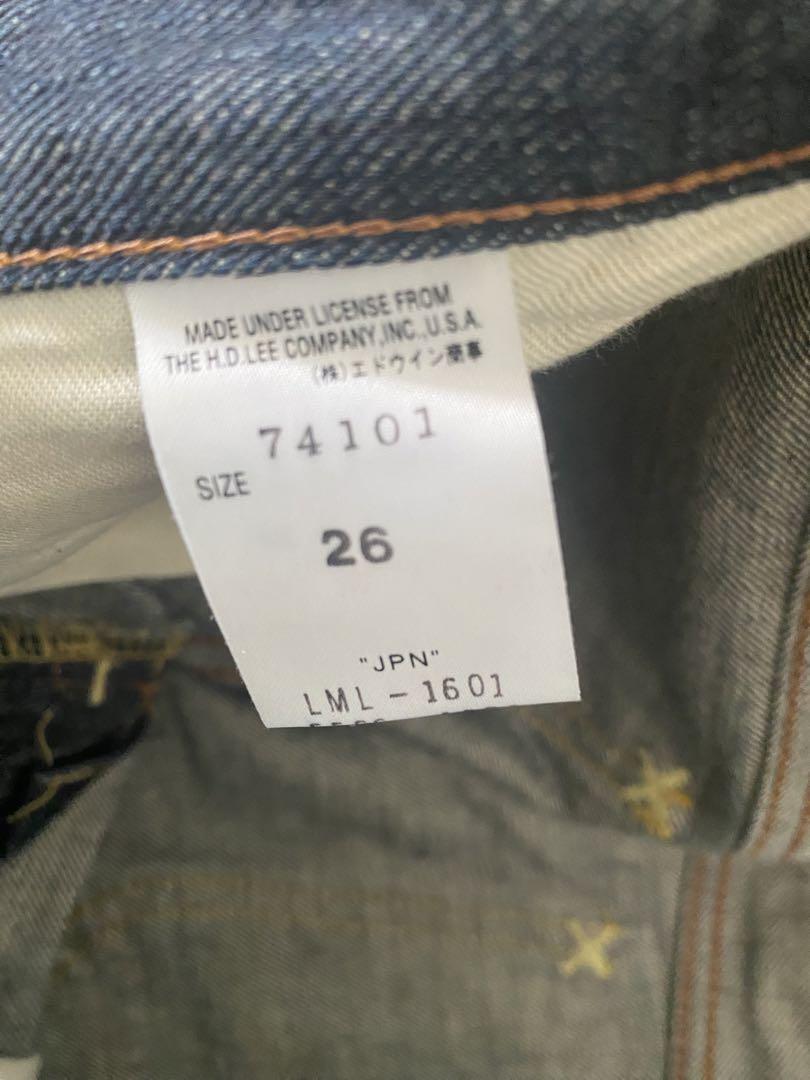 MADE UNDER LICENSE FROM
THE H.D.LEE COMPANY,INC.,U.S.A.
(株)エドウイン商事
74101
SIZE
26
"JPN"
LML-1601